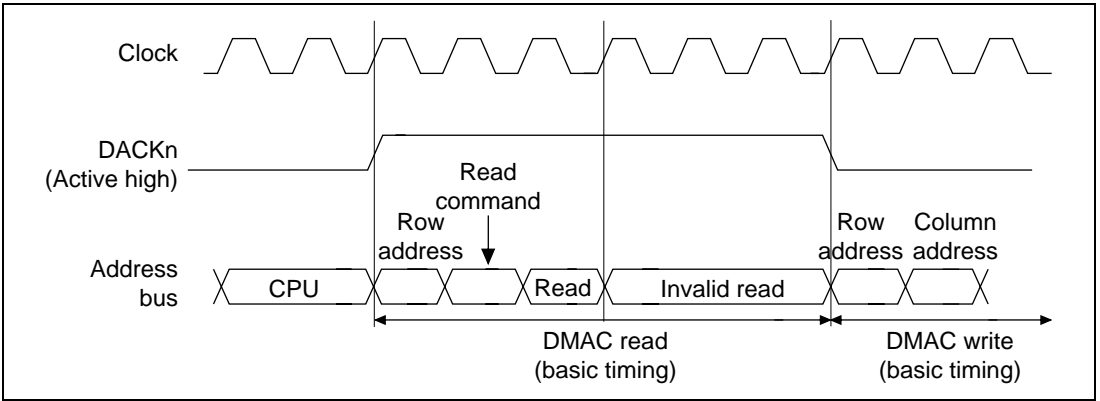 Clock
DACKn
(Active high)
Read
command
Row
address
Row
address
Column
address
Address
bus
CPU
Read
Invalid read
DMAC read
(basic timing)
DMAC write
(basic timing)